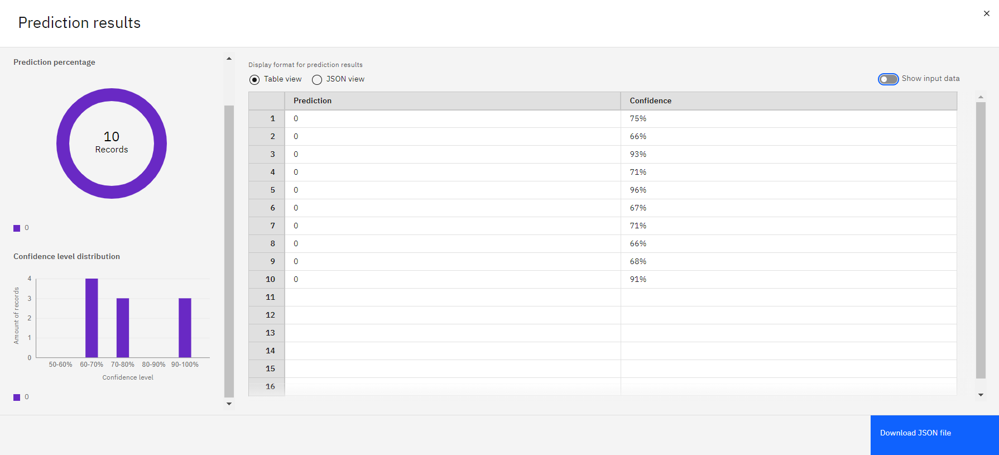 Prediction results
Prediction percentage
10
Records
0
Confidence level distribution
Amount of records
4
3
2
1
0
50-60% 60-70% 70-80% 80-90% 90-100%
Confidence level
0
Display format for prediction results
Table view JSON view
Show input data
Prediction Confidence
1 0 75%
2 0 66%
3 0 93%
4 0 71%
5 0 96%
6 0 67%
7 0 71%
8 0 66%
9 0 68%
10 0 91%
11
12
13
14
15
16
Download JSON file